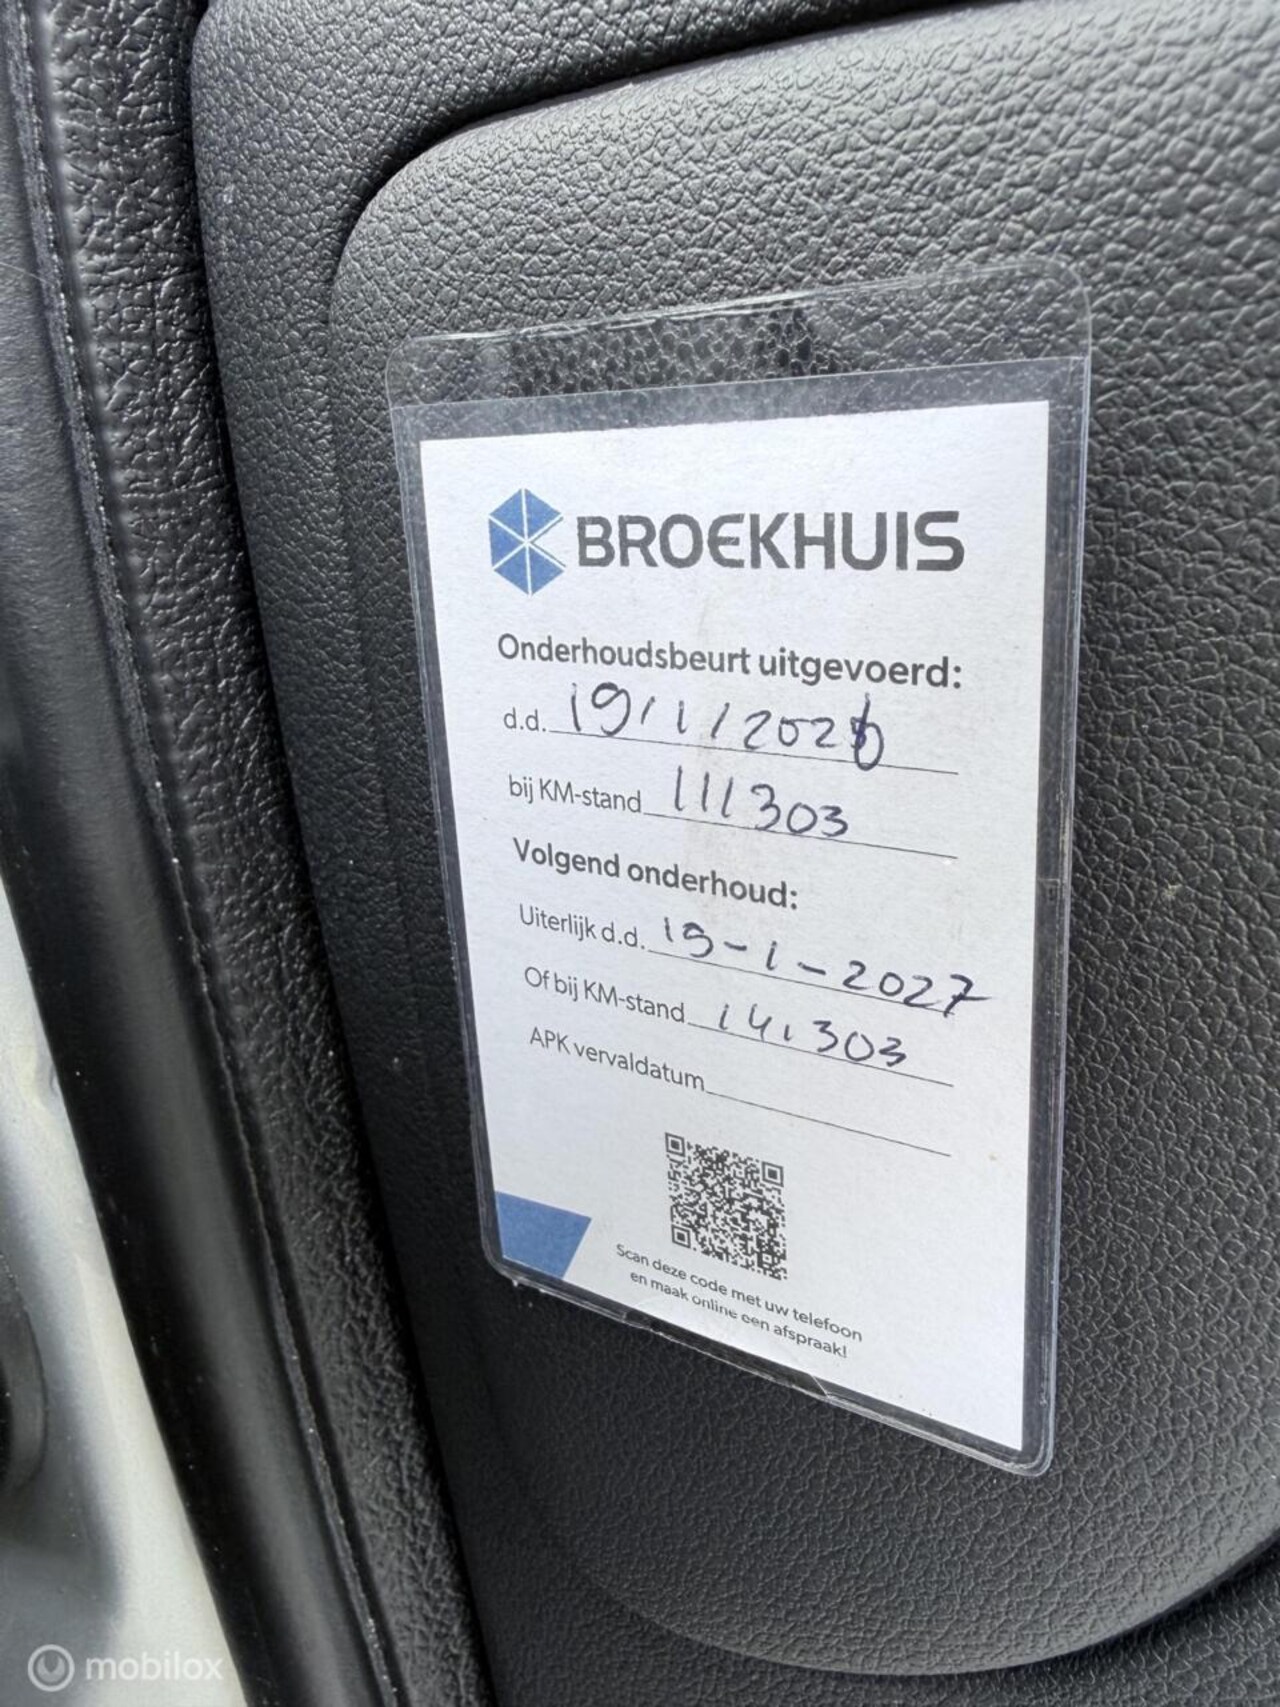 BROEKHUIS
Onderhoudsbeurt uitgevoerd:
d.d. 19/1/2026
bij KM-stand 111303
Volgend onderhoud:
Uiterlijk d.d. 19-1-2027
Of bij KM-stand 141303
APK vervaldatum
Scan deze code met uw telefoon
en maak online een afspraak!
mobilox